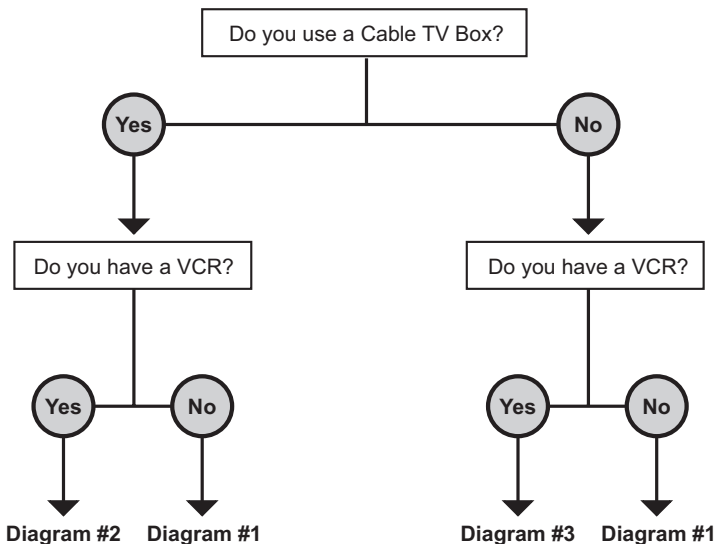 Do you use a Cable TV Box?
Yes
No
Do you have a VCR?
Do you have a VCR?
Yes
No
Yes
No
Diagram #2
Diagram #1
Diagram #3
Diagram #1